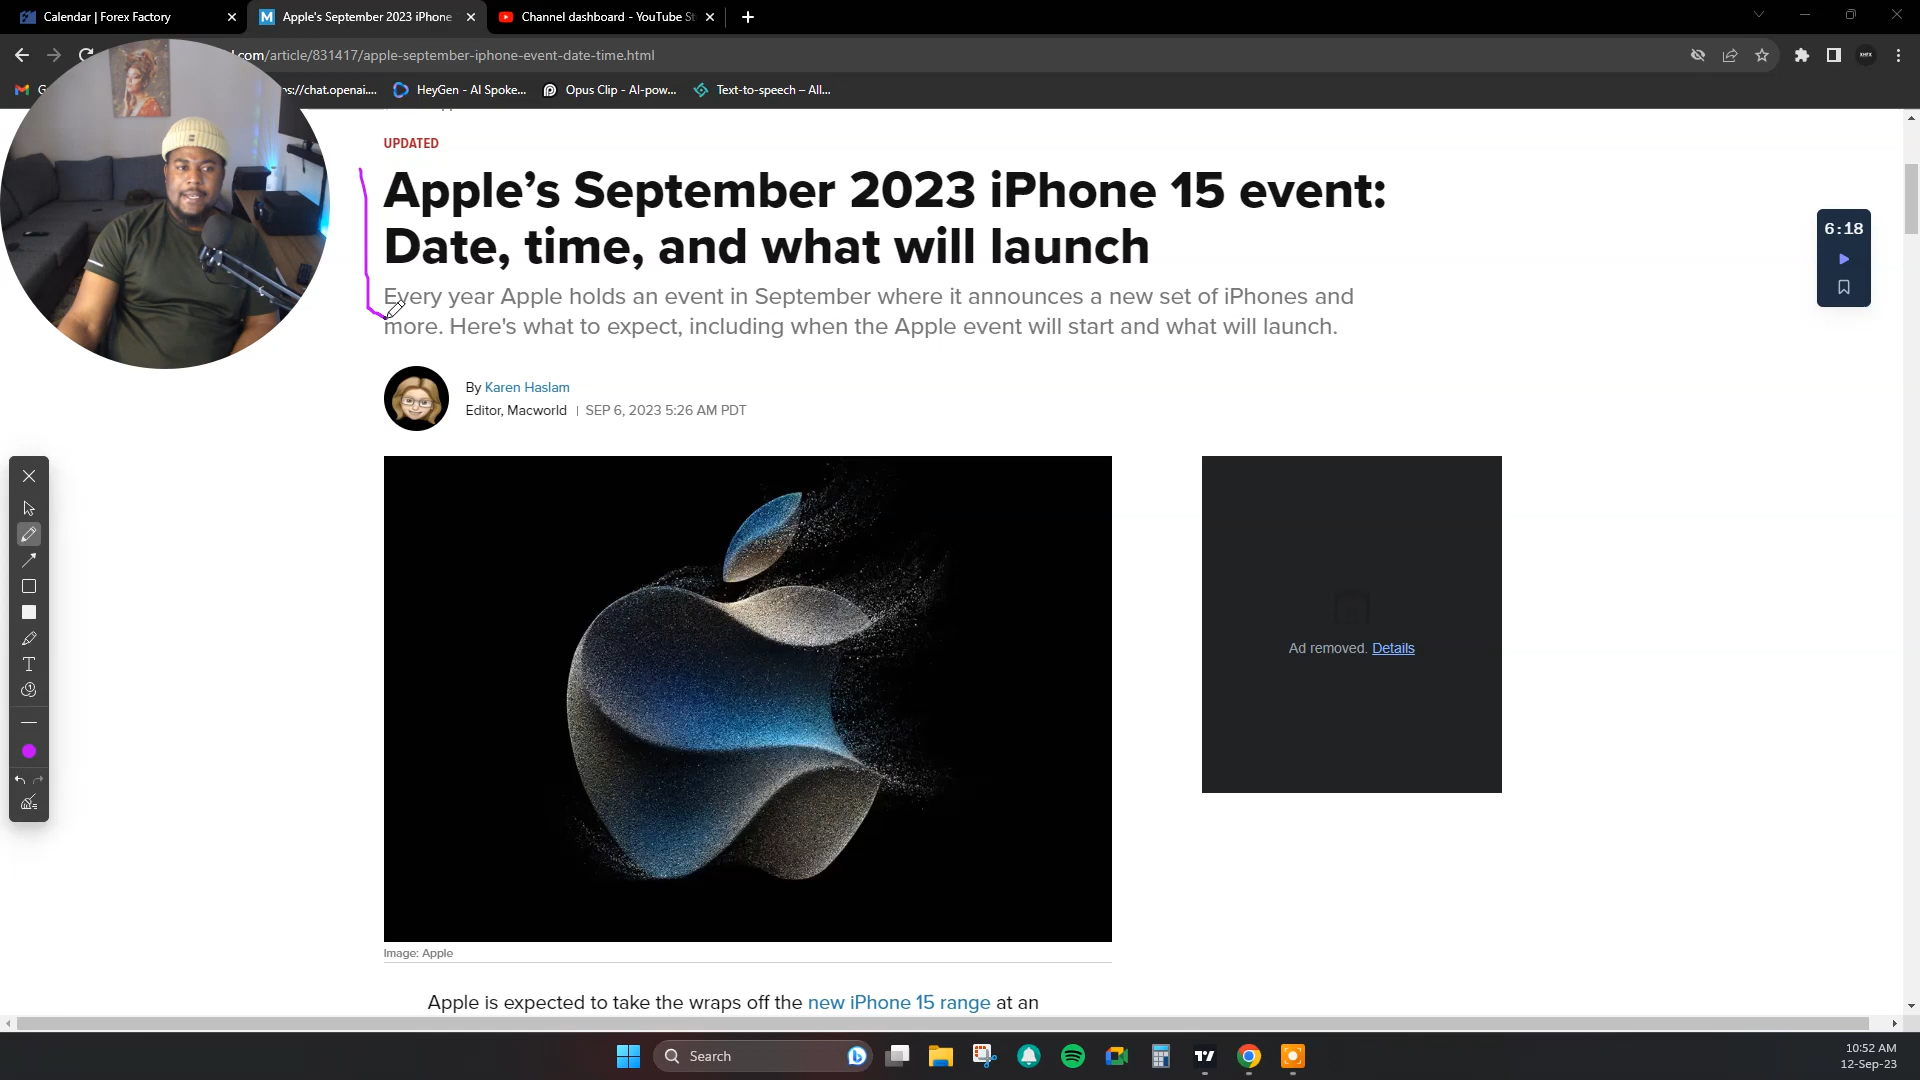 Calendar | Forex Factory
M Apple's September 2023 iPhone
Channel dashboard - YouTube St
.com/article/831417/apple-september-iphone-event-date-time.html
G
ps://chat.openai....
HeyGen - AI Spoke...
Opus Clip - AI-pow...
Text-to-speech – All...
UPDATED
Apple’s September 2023 iPhone 15 event:
Date, time, and what will launch
Every year Apple holds an event in September where it announces a new set of iPhones and
more. Here's what to expect, including when the Apple event will start and what will launch.
6:18
By Karen Haslam
Editor, Macworld | SEP 6, 2023 5:26 AM PDT
Ad removed. Details
T
Image: Apple
Apple is expected to take the wraps off the new iPhone 15 range at an
Search
10:52 AM
12-Sep-23